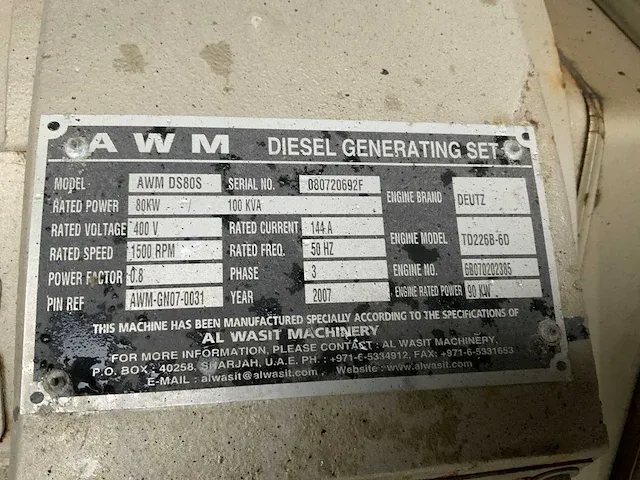 AWM DIESEL GENERATING SET
MODEL AWM DS80S SERIAL NO. 080720692F ENGINE BRAND DEUTZ
RATED POWER 80KW 100 KVA
RATED VOLTAGE 400 V RATED CURRENT 144 A ENGINE MODEL TD226B-6D
RATED SPEED 1500 RPM RATED FREQ. 50 HZ
POWER FACTOR 0.8 PHASE 3 ENGINE NO. 6B070202385
PIN REF AWM-GN07-0031 YEAR 2007 ENGINE RATED POWER 90 KW
THIS MACHINE HAS BEEN MANUFACTURED SPECIALLY ACCORDING TO THE SPECIFICATIONS OF
AL WASIT MACHINERY
FOR MORE INFORMATION, PLEASE CONTACT : AL WASIT MACHINERY,
P.O. BOX : 40258, SHARJAH, U.A.E. PH. : +971-6-5334912, FAX: +971-6-5331653
E-MAIL : alwasit@alwasit.com Website : www.alwasit.com